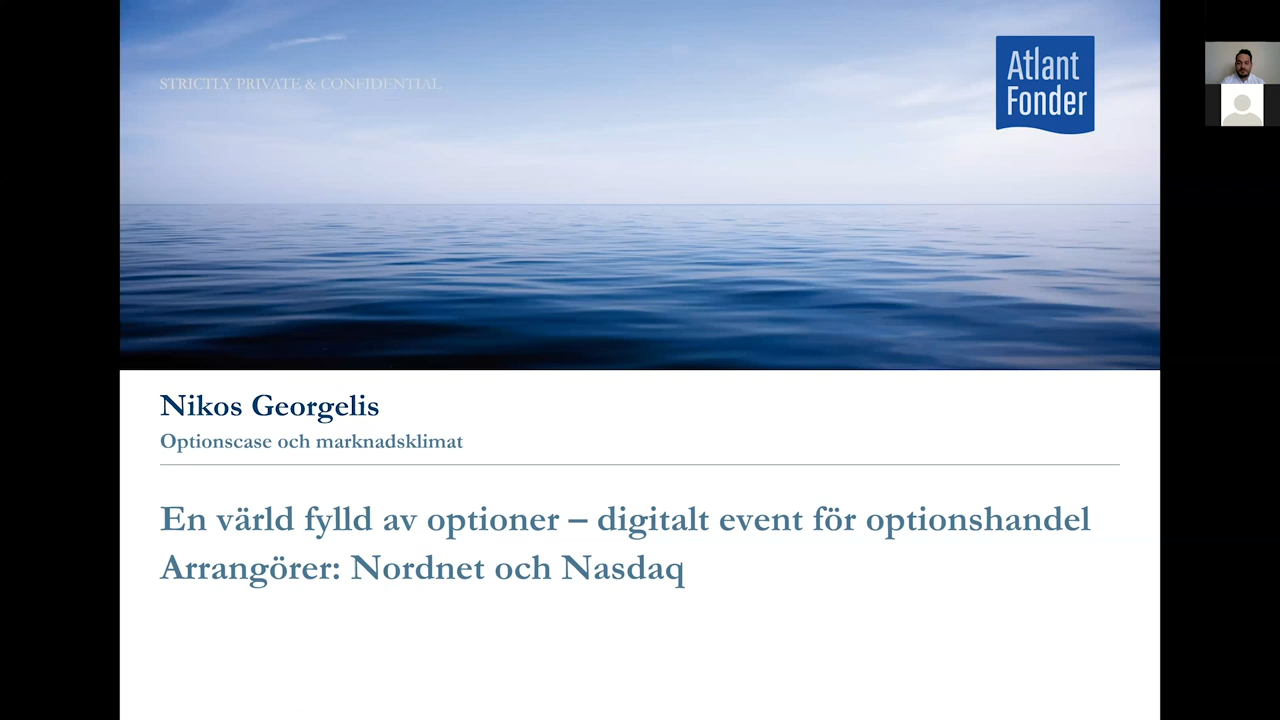 STRICTLY PRIVATE & CONFIDENTIAL
Atlant
Fonder
Nikos Georgelis
Optionscase och marknadsklimat
En värld fylld av optioner – digitalt event för optionshandel
Arrangörer: Nordnet och Nasdaq